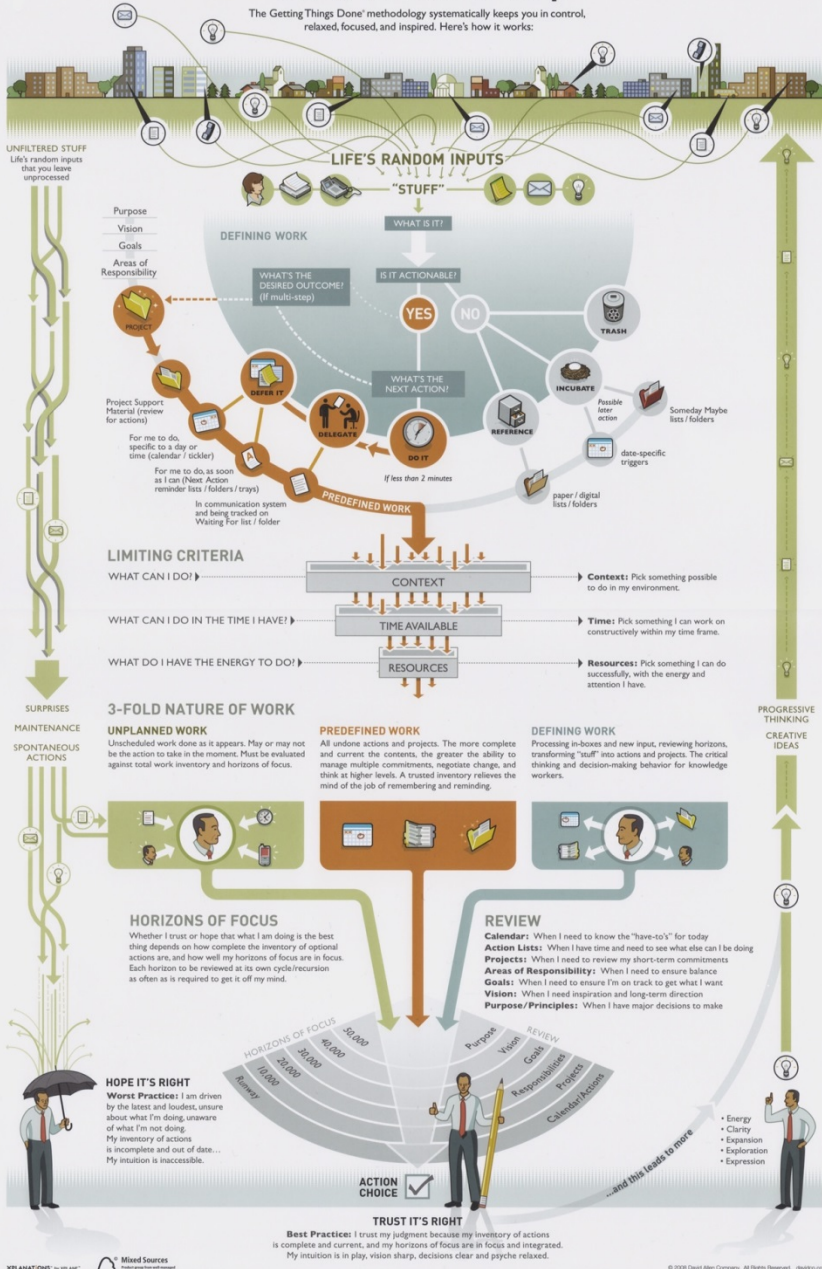 The Getting Things Done® methodology systematically keeps you in control,
relaxed, focused, and inspired. Here's how it works:
UNFILTERED STUFF
Life's random inputs
that you leave
unprocessed
LIFE'S RANDOM INPUTS
"STUFF"
WHAT IS IT?
DEFINING WORK
Purpose
Vision
Goals
Areas of
Responsibility
WHAT'S THE
DESIRED OUTCOME?
(If multi-step)
IS IT ACTIONABLE?
YES
NO
PROJECT
TRASH
WHAT'S THE
NEXT ACTION?
DEFER IT
INCUBATE
DELEGATE
DO IT
REFERENCE
Possible
later
action
Someday Maybe
lists / folders
Project Support
Material (review
for actions)
For me to do,
specific to a day or
time (calendar / tickler)
date-specific
triggers
For me to do, as soon
as I can (Next Action
reminder lists / folders / trays)
If less than 2 minutes
In communication system
and being tracked on
Waiting For list / folder
PREDEFINED WORK
paper / digital
lists / folders
LIMITING CRITERIA
WHAT CAN I DO?
CONTEXT
Context: Pick something possible
to do in my environment.
WHAT CAN I DO IN THE TIME I HAVE?
TIME AVAILABLE
Time: Pick something I can work on
constructively within my time frame.
WHAT DO I HAVE THE ENERGY TO DO?
RESOURCES
Resources: Pick something I can do
successfully, with the energy and
attention I have.
SURPRISES
MAINTENANCE
SPONTANEOUS
ACTIONS
PROGRESSIVE
THINKING
CREATIVE
IDEAS
3-FOLD NATURE OF WORK
UNPLANNED WORK
Unscheduled work done as it appears. May or may not
be the action to take in the moment. Must be evaluated
against total work inventory and horizons of focus.
PREDEFINED WORK
All undone actions and projects. The more complete
and current the contents, the greater the ability to
manage multiple commitments, negotiate change, and
think at higher levels. A trusted inventory relieves the
mind of the job of remembering and reminding.
DEFINING WORK
Processing in-boxes and new input, reviewing horizons,
transforming "stuff" into actions and projects. The critical
thinking and decision-making behavior for knowledge
workers.
HORIZONS OF FOCUS
Whether I trust or hope that what I am doing is the best
thing depends on how complete the inventory of optional
actions are, and how well my horizons of focus are in focus.
Each horizon to be reviewed at its own cycle/recursion
as often as is required to get it off my mind.
REVIEW
Calendar: When I need to know the "have-to's" for today
Action Lists: When I have time and need to see what else can I be doing
Projects: When I need to review my short-term commitments
Areas of Responsibility: When I need to ensure balance
Goals: When I need to ensure I'm on track to get what I want
Vision: When I need inspiration and long-term direction
Purpose/Principles: When I have major decisions to make
HORIZONS OF FOCUS
50,000
40,000
30,000
20,000
10,000
Runway
REVIEW
Purpose
Vision
Goals
Responsibilities
Projects
Calendar/Actions
HOPE IT'S RIGHT
Worst Practice: I am driven
by the latest and loudest, unsure
about what I'm doing, unaware
of what I'm not doing.
My inventory of actions
is incomplete and out of date...
My intuition is inaccessible.
• Energy
• Clarity
• Expansion
• Exploration
• Expression
...and this leads to more
ACTION
CHOICE
TRUST IT'S RIGHT
Best Practice: I trust my judgment because my inventory of actions
is complete and current, and my horizons of focus are in focus and integrated.
My intuition is in play, vision sharp, decisions clear and psyche relaxed.
Mixed Sources
© 2008 David Allen Company. All Rights Reserved.